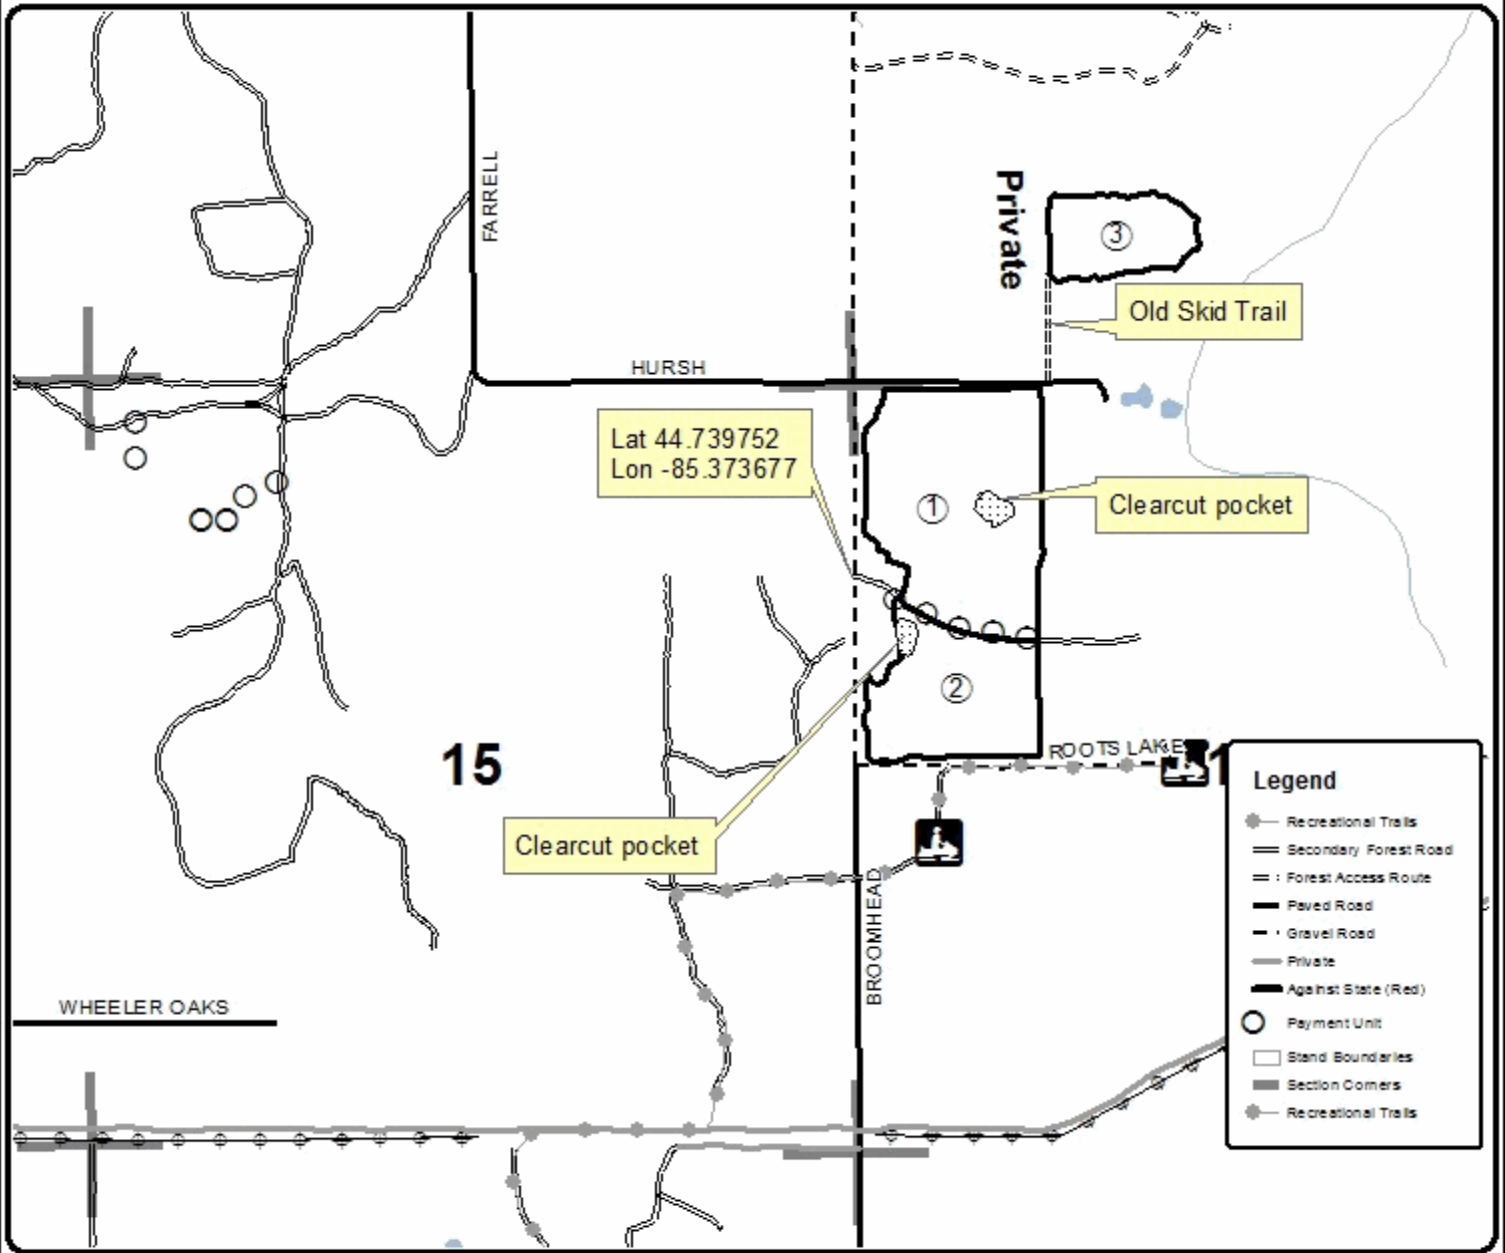 FARRELL
Private
3
Old Skid Trail
HURSH
Lat 44.739752
Lon -85.373677
1
Clearcut pocket
2
15
ROOTS LAKE
1
Clearcut pocket
BROOMHEAD
WHEELER OAKS
Legend
Recreational Trails
Secondary Forest Road
Forest Access Route
Paved Road
Gravel Road
Private
Against State (Red)
Payment Unit
Stand Boundaries
Section Corners
Recreational Trails